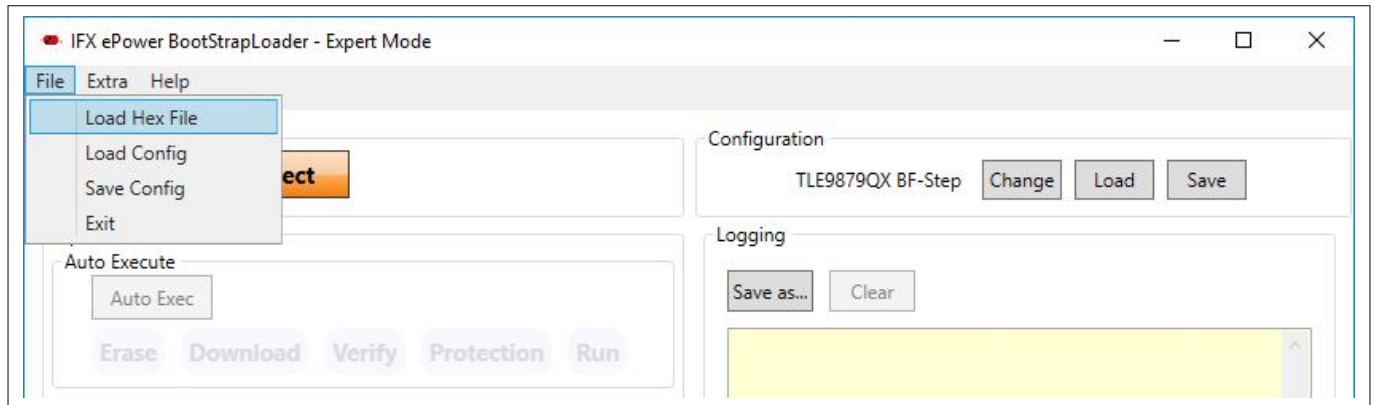 IFX ePower BootStrapLoader - Expert Mode
File Extra Help
Load Hex File
Load Config
Save Config
Exit
ect
Configuration
TLE9879QX BF-Step Change Load Save
Auto Execute
Auto Exec
Erase Download Verify Protection Run
Logging
Save as... Clear